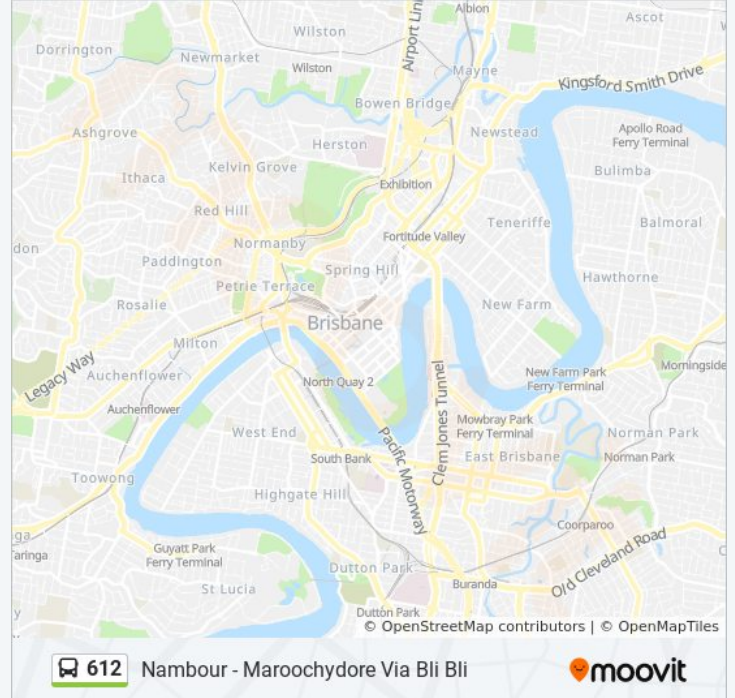 Ascot
Albion
Wilston
Dorrington
Newmarket
Airport Lin
Wilston
Mayne
Kingsford Smith Drive
Bowen Bridge
Ashgrove
Newstead
Apollo Road
Ferry Terminal
Herston
Kelvin Grove
Bulimba
Ithaca
Exhibition
Red Hill
Teneriffe
Balmoral
Normanby
Fortitude Valley
don
Paddington
Spring Hill
Hawthorne
Petrie Terrace
Rosalie
New Farm
Brisbane
Milton
Legacy Way
Auchenflower
New Farm Park
Ferry Terminal
Morningside
North Quay 2
Clem Jones Tunnel
Auchenflower
Mowbray Park
Ferry Terminal
West End
Pacific Motorway
Norman Park
South Bank
East Brisbane
Norman Park
Toowong
Highgate Hill
Coorparoo
ga
Taringa
Guyatt Park
Ferry Terminal
Old Cleveland Road
Dutton Park
Buranda
St Lucia
Dutton Park
© OpenStreetMap contributors | © OpenMapTiles
612 Nambour - Maroochydore Via Bli Bli
moovit